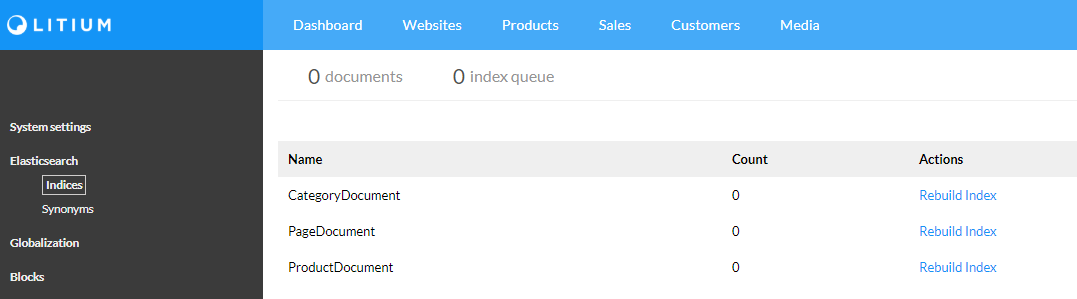 LITIUM Dashboard Websites Products Sales Customers Media
0 documents 0 index queue
System settings
Elasticsearch
Indices
Synonyms
Globalization
Blocks
Name Count Actions
CategoryDocument 0 Rebuild Index
PageDocument 0 Rebuild Index
ProductDocument 0 Rebuild Index